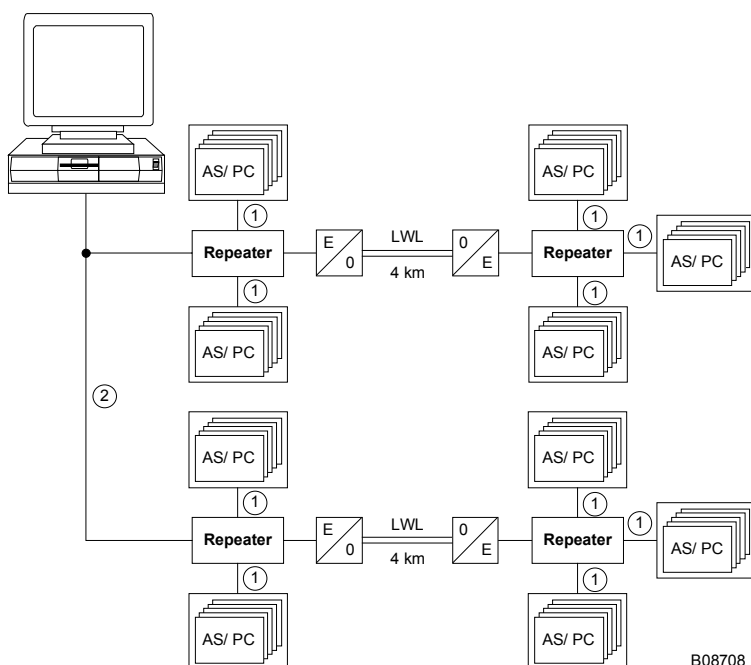 AS/ PC
AS/ PC
1
1
1
Repeater
E
0
LWL
4 km
0
E
Repeater
AS/ PC
1
1
AS/ PC
AS/ PC
2
AS/ PC
AS/ PC
1
1
1
Repeater
E
0
LWL
4 km
0
E
Repeater
AS/ PC
1
1
AS/ PC
AS/ PC
B08708